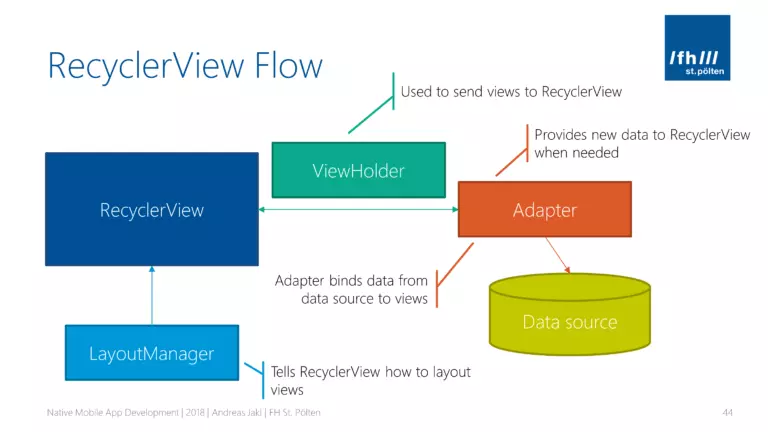 RecyclerView Flow
/fh///
st.pölten
Used to send views to RecyclerView
Provides new data to RecyclerView
when needed
ViewHolder
RecyclerView
Adapter
Adapter binds data from
data source to views
Data source
LayoutManager
Tells RecyclerView how to layout
views
Native Mobile App Development | 2018 | Andreas Jakl | FH St. Pölten
44